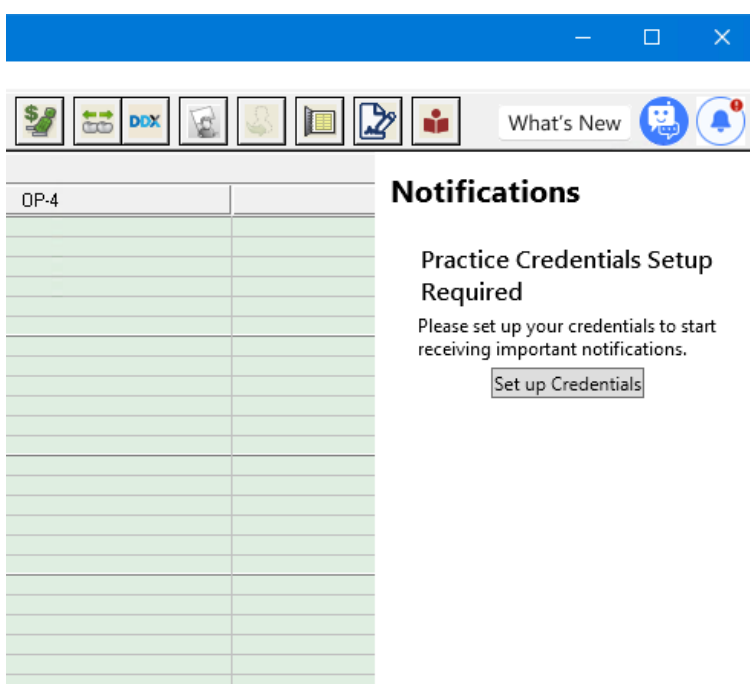 DDX
What's New
OP-4
Notifications
Practice Credentials Setup
Required
Please set up your credentials to start
receiving important notifications.
Set up Credentials